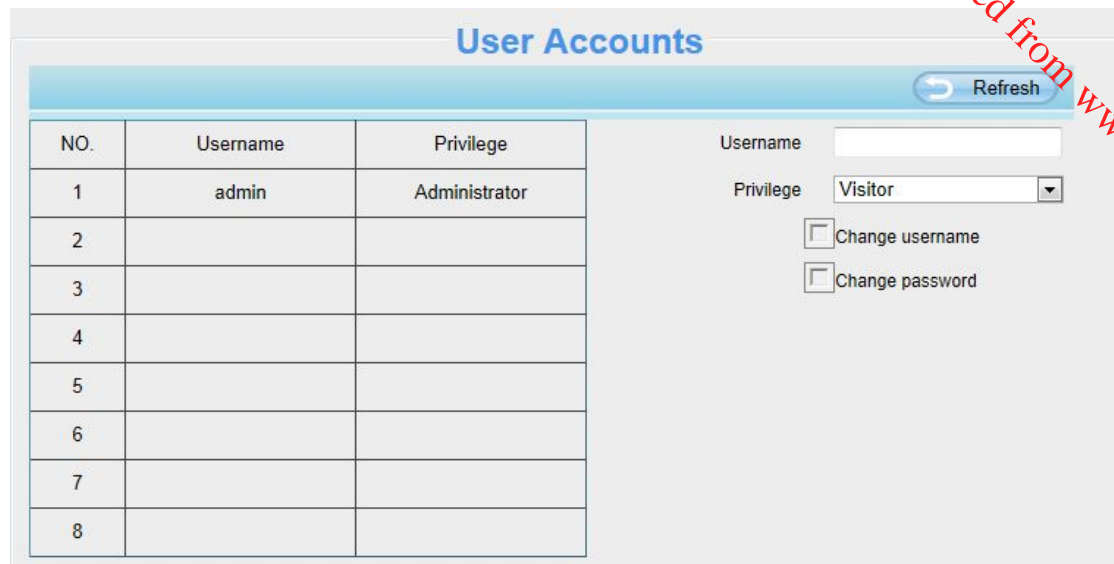 User Accounts
Refresh
NO. Username Privilege
1 admin Administrator
2
3
4
5
6
7
8
Username
Privilege Visitor
Change username
Change password
from